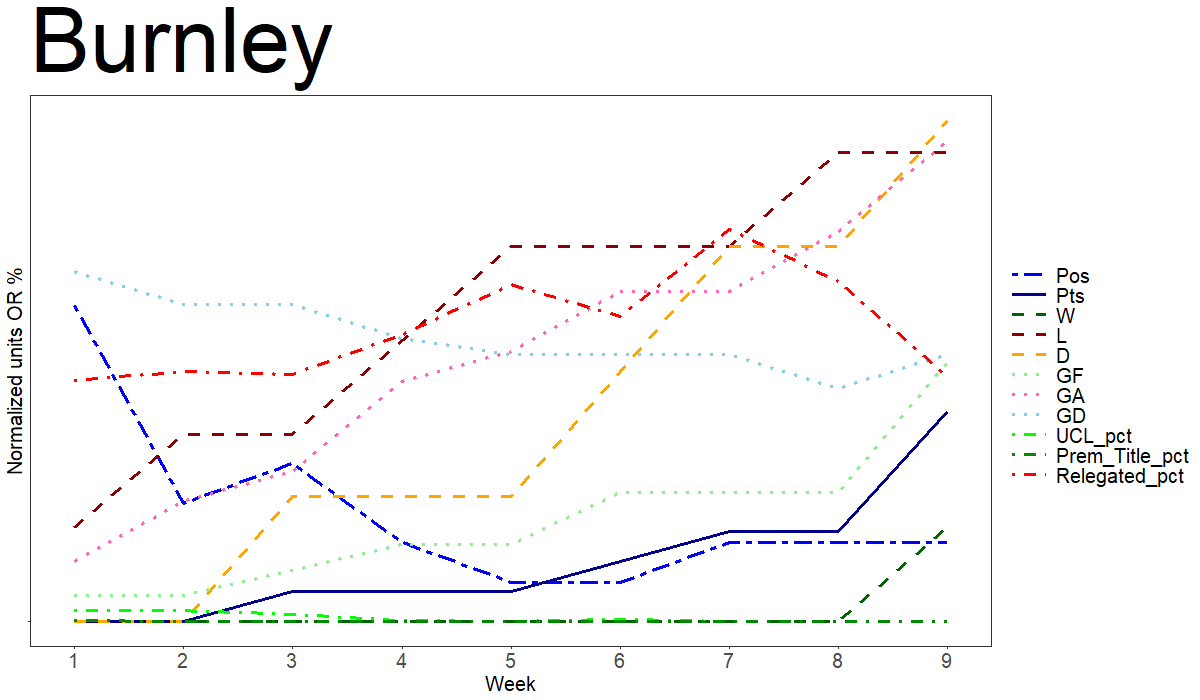 Burnley
Normalized units OR %
1 2 3 4 5 6 7 8 9
Week
Pos
Pts
W
L
D
GF
GA
GD
UCL_pct
Prem_Title_pct
Relegated_pct